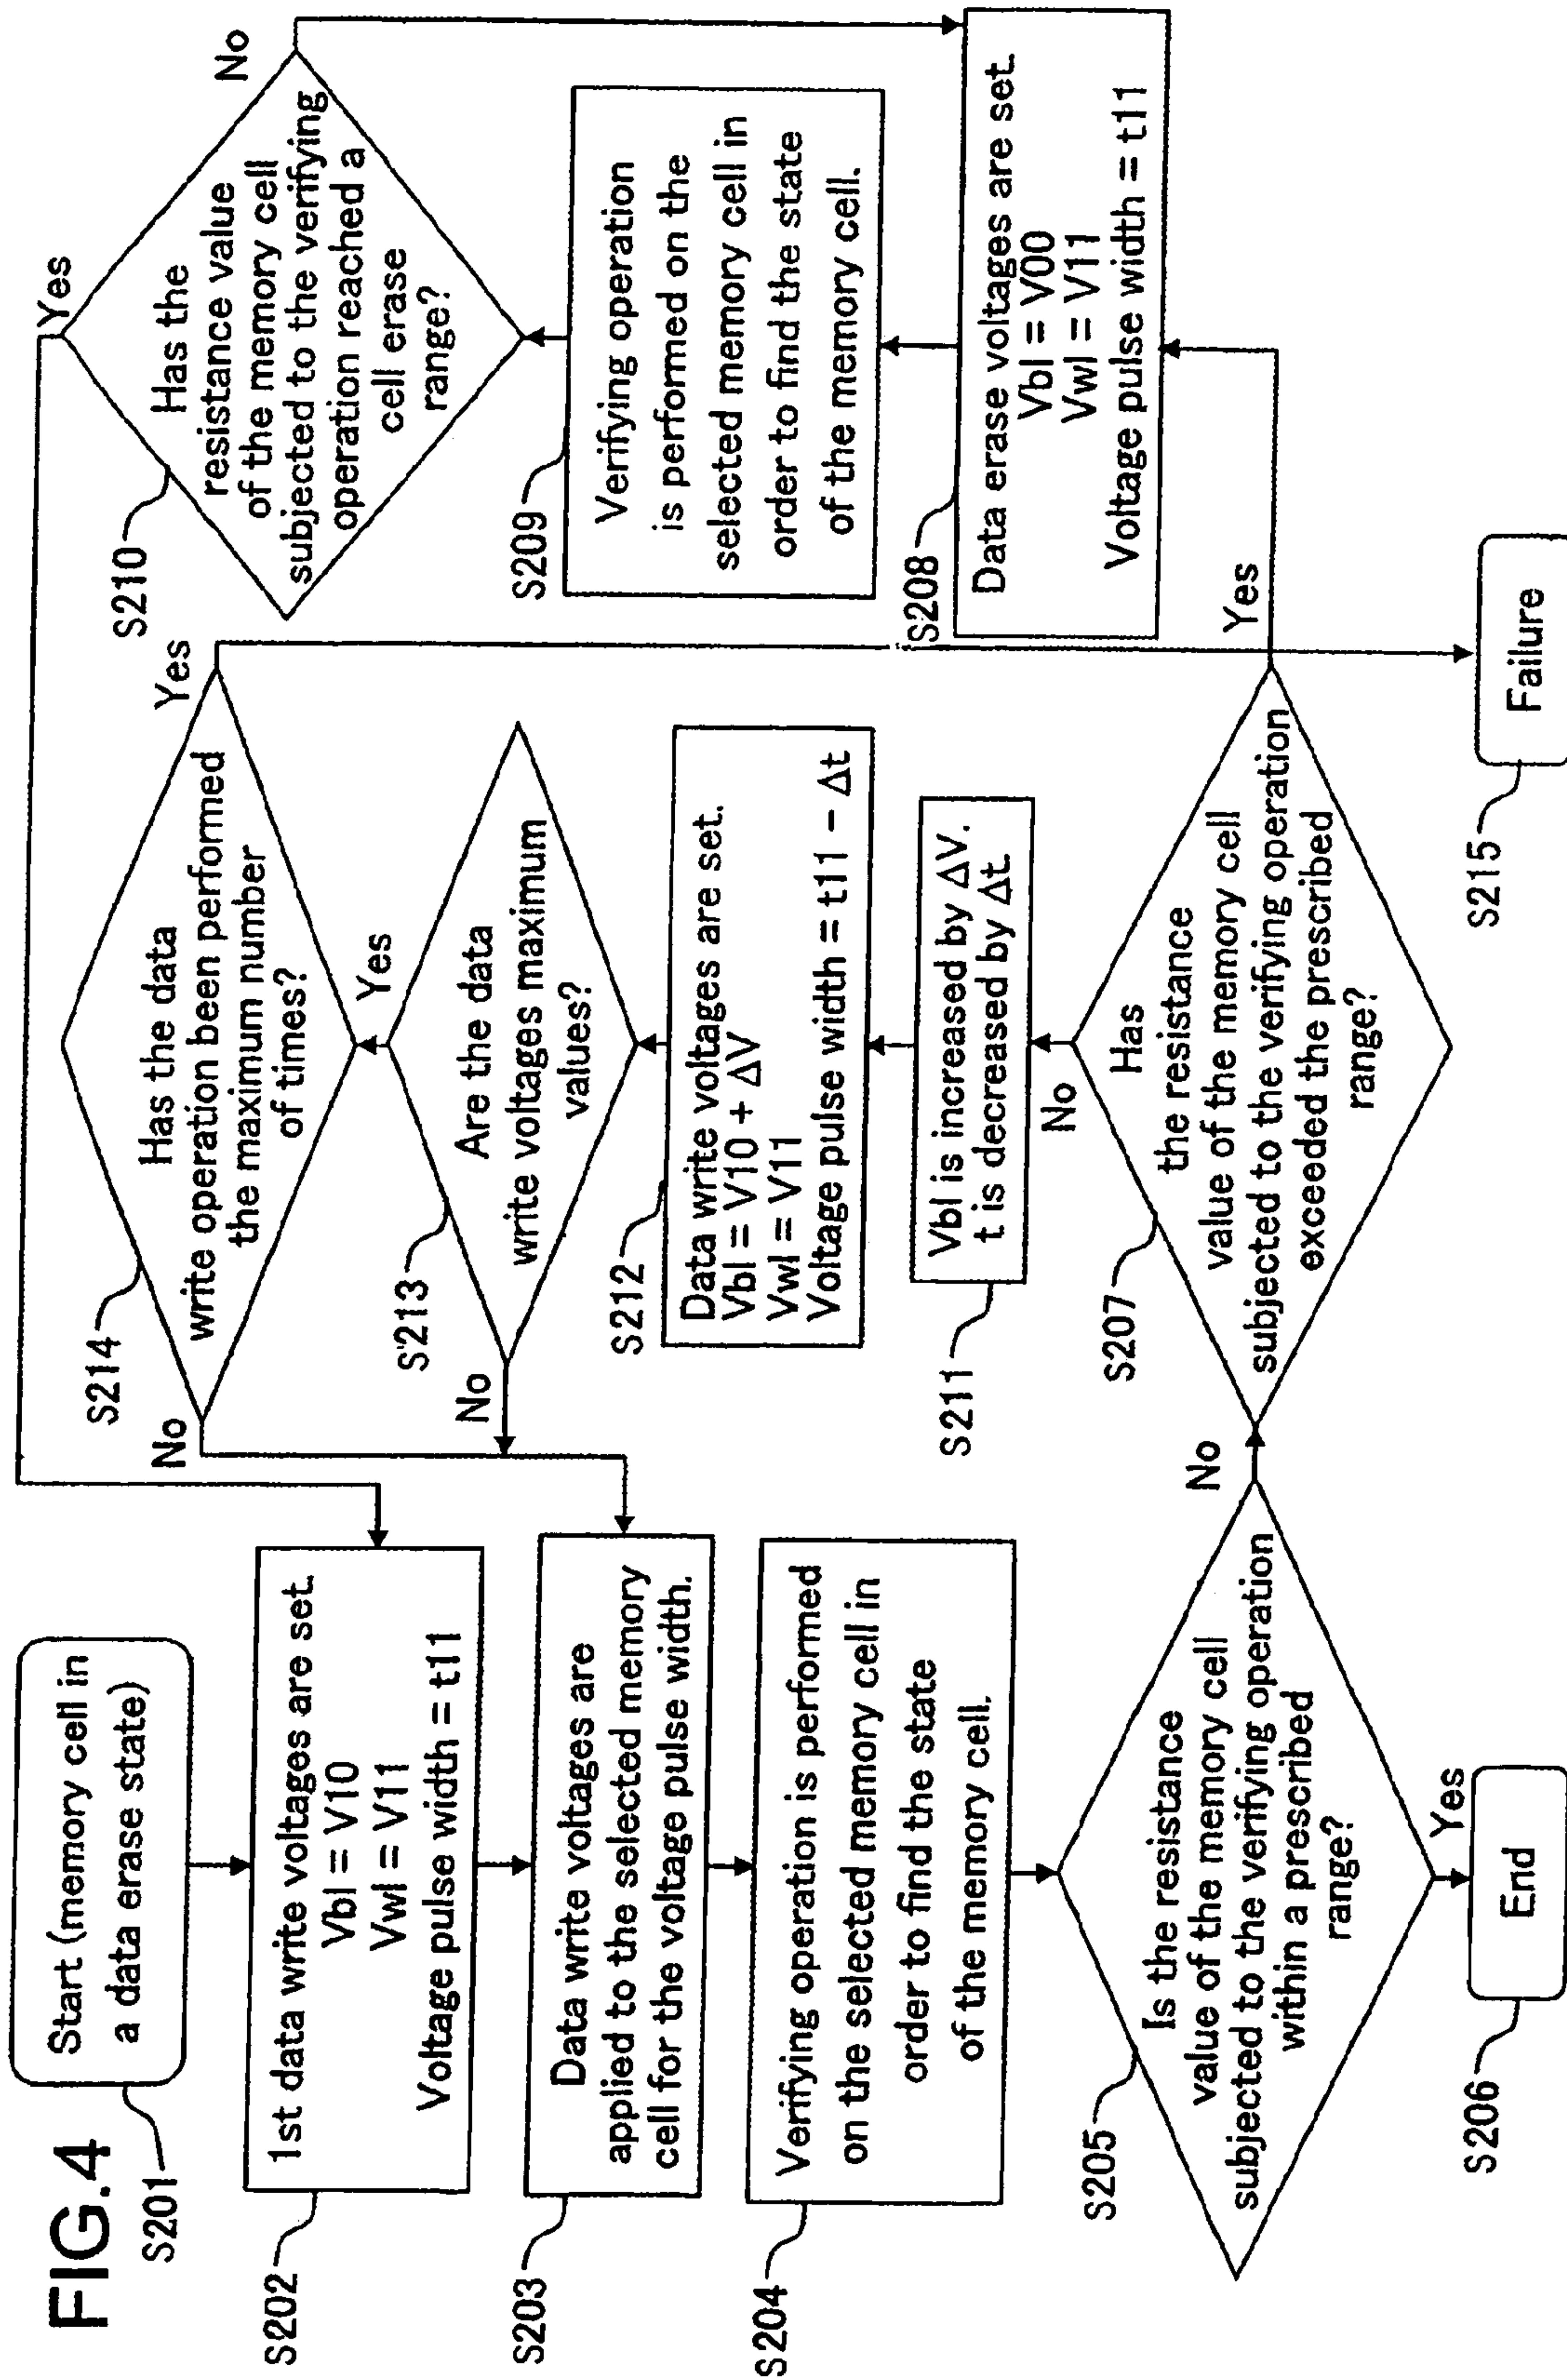 FIG.4
S201
Start (memory cell in
a data erase state)
S202
1st data write voltages are set.
Vbl = V10
Vwl = V11
Voltage pulse width = t11
S203
Data write voltages are
applied to the selected memory
cell for the voltage pulse width.
S204
Verifying operation is performed
on the selected memory cell in
order to find the state
of the memory cell.
S205
Is the resistance
value of the memory cell
subjected to the verifying operation
within a prescribed
range?
No
Yes
S206
End
S214
Has the data
write operation been performed
the maximum number
of times?
No
Yes
S213
Are the data
write voltages maximum
values?
Yes
No
S212
Data write voltages are set.
Vbl = V10 + ΔV
Vwl = V11
Voltage pulse width = t11 − Δt
S211
Vbl is increased by ΔV.
t is decreased by Δt.
No
S207
Has
the resistance
value of the memory cell
subjected to the verifying operation
exceeded the prescribed
range?
Yes
S215
Failure
S210
Has the
resistance value
of the memory cell
subjected to the verifying
operation reached a
cell erase
range?
Yes
No
S209
Verifying operation
is performed on the
selected memory cell in
order to find the state
of the memory cell.
S208
Data erase voltages are set.
Vbl = V00
Vwl = V11
Voltage pulse width = t11